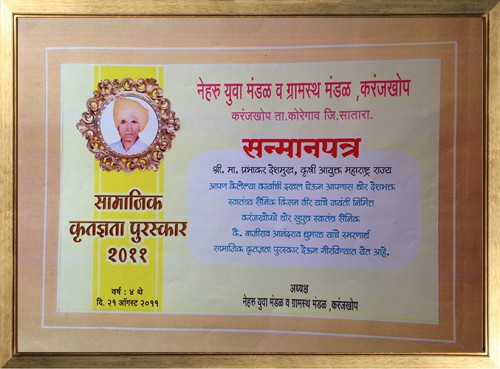 नेहरु युवा मंडळ व ग्रामस्थ मंडळ ,करंजखोप
करंजखोप ता.कोरेगाव जि.सातारा.
सन्मानपत्र
श्री. मा. प्रभाकर देशमुख, कृषी आयुक्त महाराष्ट्र राज्य
आपण केलेल्या कार्याची दखल घेऊन आपणास थोर देशभक्त
स्वातंत्र्य सैनिक किसन वीर यांचे जयंती निमित्त
करंजखोपचे थोर सुपुत्र स्वातंत्र सैनिक
कै. बाजीराव आनंदराव धुमाळ यांचे स्मरणार्थ
सामाजिक कृतज्ञता पुरस्कार देऊन गौरविण्यात येत आहे.
अध्यक्ष
नेहरु युवा मंडळ व ग्रामस्थ मंडळ ,करंजखोप
सामाजिक
कृतज्ञता पुरस्कार
२०११
वर्ष : ४ थे
दि. २१ ऑगस्ट २०११